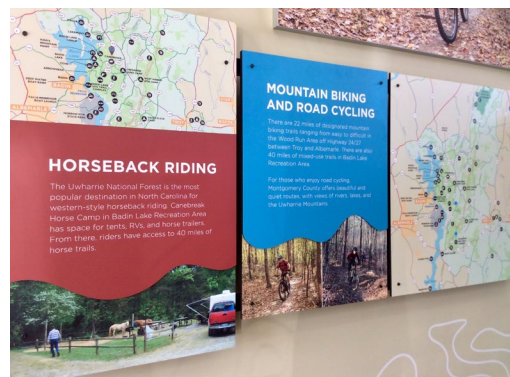 HORSEBACK RIDING
The Uwharrie National Forest is the most
popular destination in North Carolina for
western-style horseback riding. Canebreak
Horse Camp in Badin Lake Recreation Area
has space for tents, RVs, and horse trailers.
From there, riders have access to 40 miles of
horse trails.
MOUNTAIN BIKING
AND ROAD CYCLING
There are 22 miles of designated mountain
biking trails ranging from easy to difficult in
the Wood Run Area off Highway 24/27
between Troy and Albemarle. There are also
40 miles of mixed-use trails in Badin Lake
Recreation Area.
For those who enjoy road cycling,
Montgomery County offers beautiful and
quiet routes, with views of rivers, lakes, and
the Uwharrie Mountains.